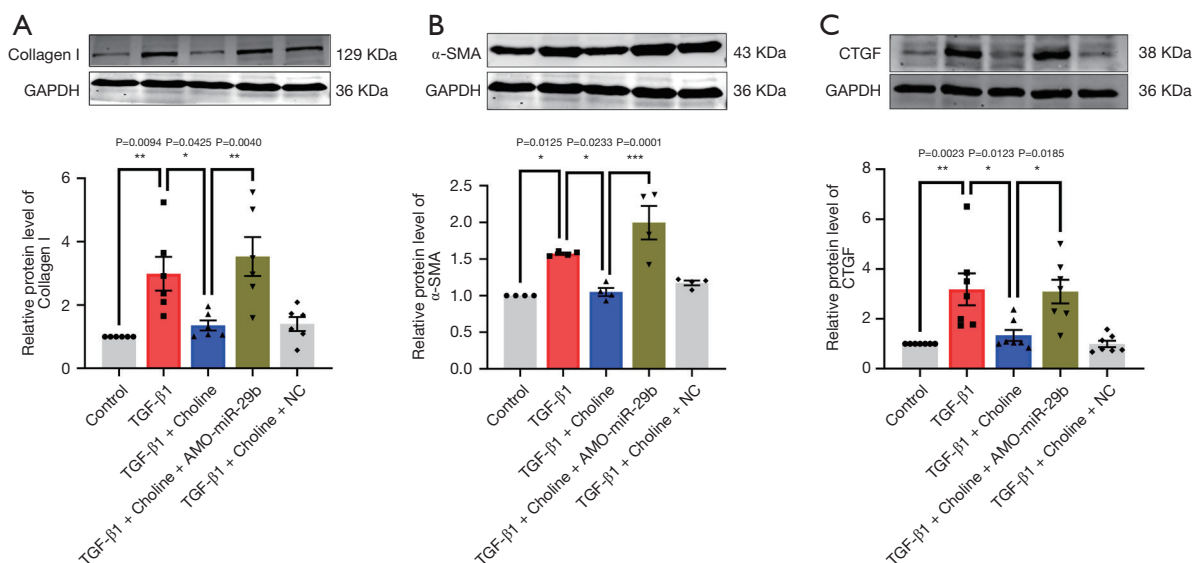 A
Collagen I
129 KDa
GAPDH
36 KDa
P=0.0094 P=0.0425 P=0.0040
** * **
Relative protein level of
Collagen I
6
4
2
0
Control
TGF-β1
TGF-β1 + Choline
TGF-β1 + Choline + AMO-miR-29b
TGF-β1 + Choline + NC
B
α-SMA
43 KDa
GAPDH
36 KDa
P=0.0125 P=0.0233 P=0.0001
* * ***
Relative protein level of
α-SMA
2.5
2.0
1.5
1.0
0.5
0.0
Control
TGF-β1
TGF-β1 + Choline
TGF-β1 + Choline + AMO-miR-29b
TGF-β1 + Choline + NC
C
CTGF
38 KDa
GAPDH
36 KDa
P=0.0023 P=0.0123 P=0.0185
** * *
Relative protein level of
CTGF
8
6
4
2
0
Control
TGF-β1
TGF-β1 + Choline
TGF-β1 + Choline + AMO-miR-29b
TGF-β1 + Choline + NC